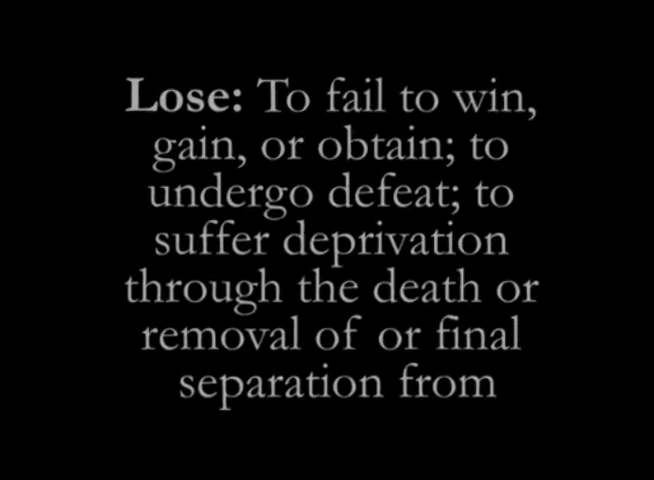 Lose: To fail to win,
gain, or obtain; to
undergo defeat; to
suffer deprivation
through the death or
removal of or final
separation from